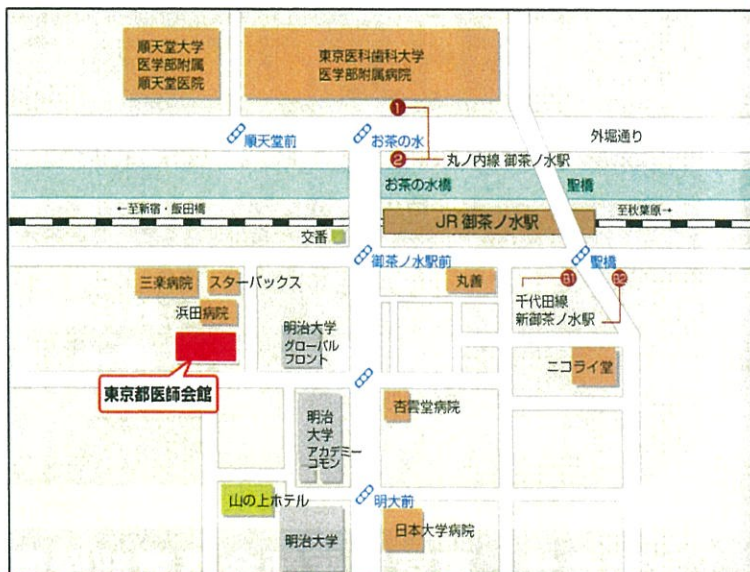 順天堂大学
医学部附属
順天堂医院
東京医科歯科大学
医学部附属病院
1
順天堂前
お茶の水
外堀通り
2
丸ノ内線 御茶ノ水駅
お茶の水橋
聖橋
←至新宿・飯田橋
JR 御茶ノ水駅
至秋葉原→
交番
御茶ノ水駅前
聖橋
三楽病院
スターバックス
丸善
B1
B2
浜田病院
千代田線
新御茶ノ水駅
明治大学
グローバル
フロント
ニコライ堂
東京都医師会館
杏雲堂病院
明治
大学
アカデミー
コモン
山の上ホテル
明大前
明治大学
日本大学病院